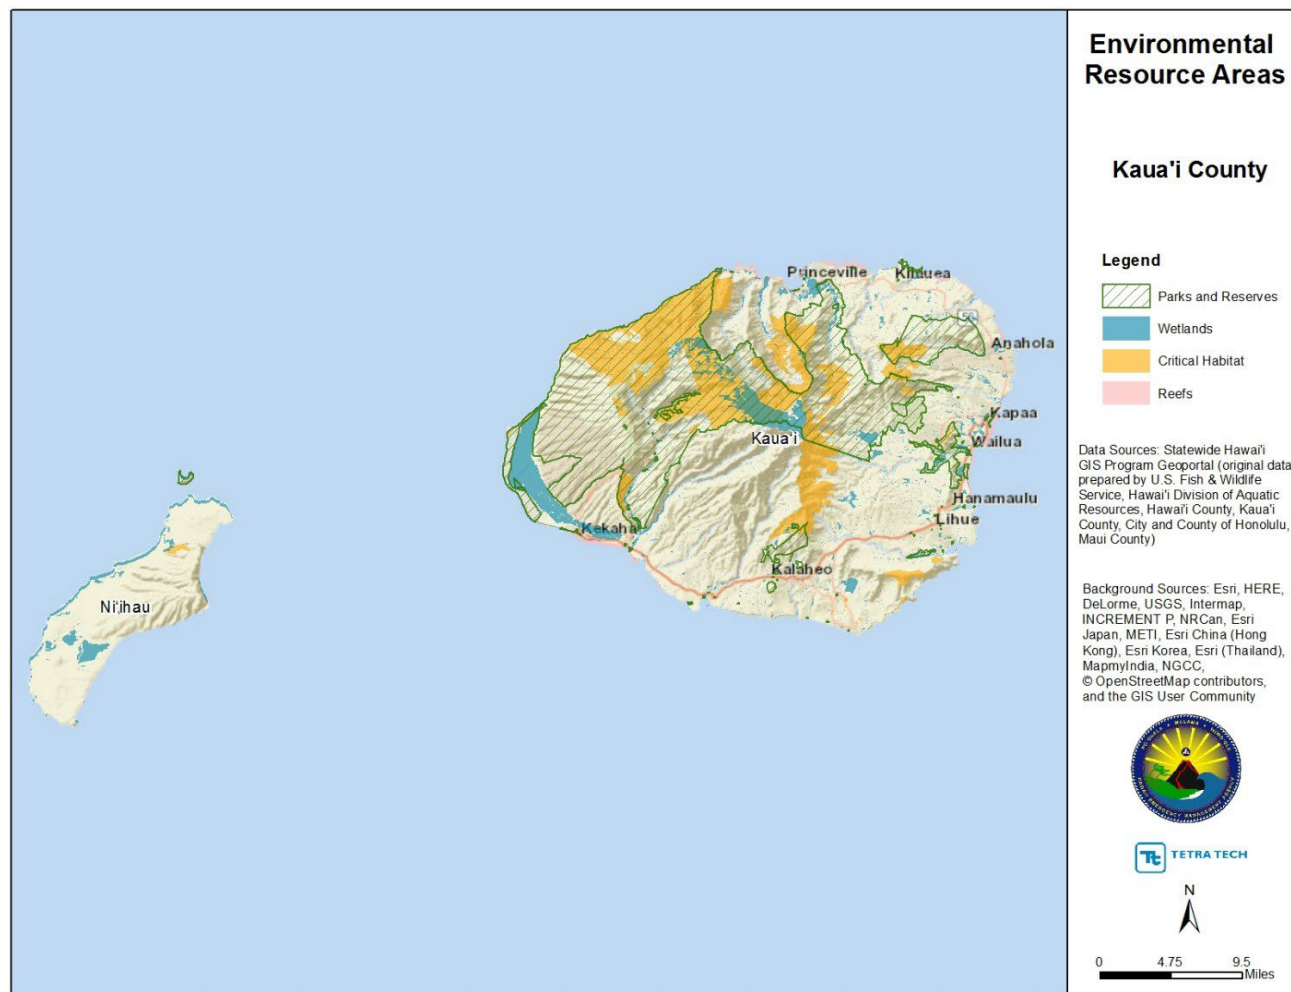 Environmental
Resource Areas
Kaua'i County
Legend
Parks and Reserves
Wetlands
Critical Habitat
Reefs
Data Sources: Statewide Hawai'i
GIS Program Geoportal (original data
prepared by U.S. Fish & Wildlife
Service, Hawai'i Division of Aquatic
Resources, Hawai'i County, Kaua'i
County, City and County of Honolulu,
Maui County)
Background Sources: Esri, HERE,
DeLorme, USGS, Intermap,
INCREMENT P, NRCan, Esri
Japan, METI, Esri China (Hong
Kong), Esri Korea, Esri (Thailand),
MapmyIndia, NGCC,
© OpenStreetMap contributors,
and the GIS User Community
TETRA TECH
N
0 4.75 9.5
Miles
Princeville
Kilauea
56
Anahola
Kapaa
Wailua
Kaua'i
Hanamaulu
Lihue
Kekaha
Kalaheo
Ni'ihau